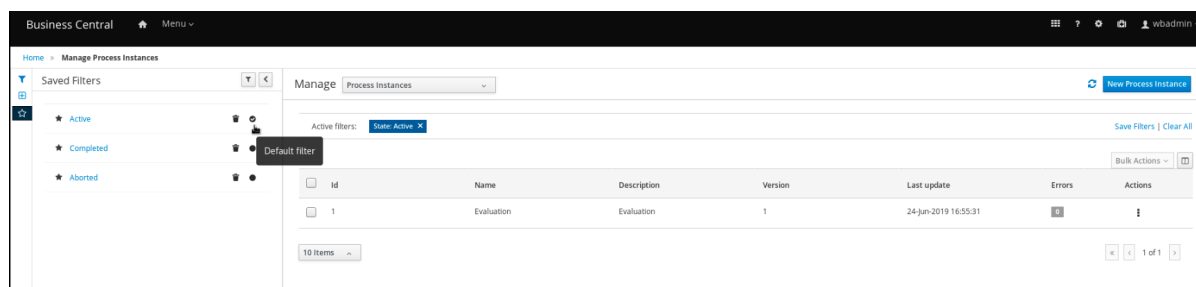 Business Central Menu ? wbadmin
Home » Manage Process Instances
Saved Filters
Active
Completed
Aborted
Default filter
Manage Process Instances New Process Instance
Active filters: State: Active × Save Filters | Clear All
Bulk Actions
Id Name Description Version Last update Errors Actions
1 Evaluation Evaluation 1 24-Jun-2019 16:55:31 0
10 Items « < 1 of 1 >